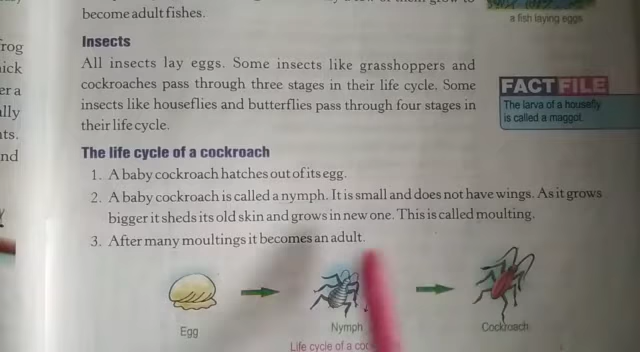 become adult fishes.
a fish laying eggs
Insects
All insects lay eggs. Some insects like grasshoppers and
cockroaches pass through three stages in their life cycle. Some
insects like houseflies and butterflies pass through four stages in
their life cycle.
FACT FILE
The larva of a housefly
is called a maggot.
The life cycle of a cockroach
1. A baby cockroach hatches out of its egg.
2. A baby cockroach is called a nymph. It is small and does not have wings. As it grows
bigger it sheds its old skin and grows in new one. This is called moulting.
3. After many moultings it becomes an adult.
Egg
Nymph
Cockroach
Life cycle of a